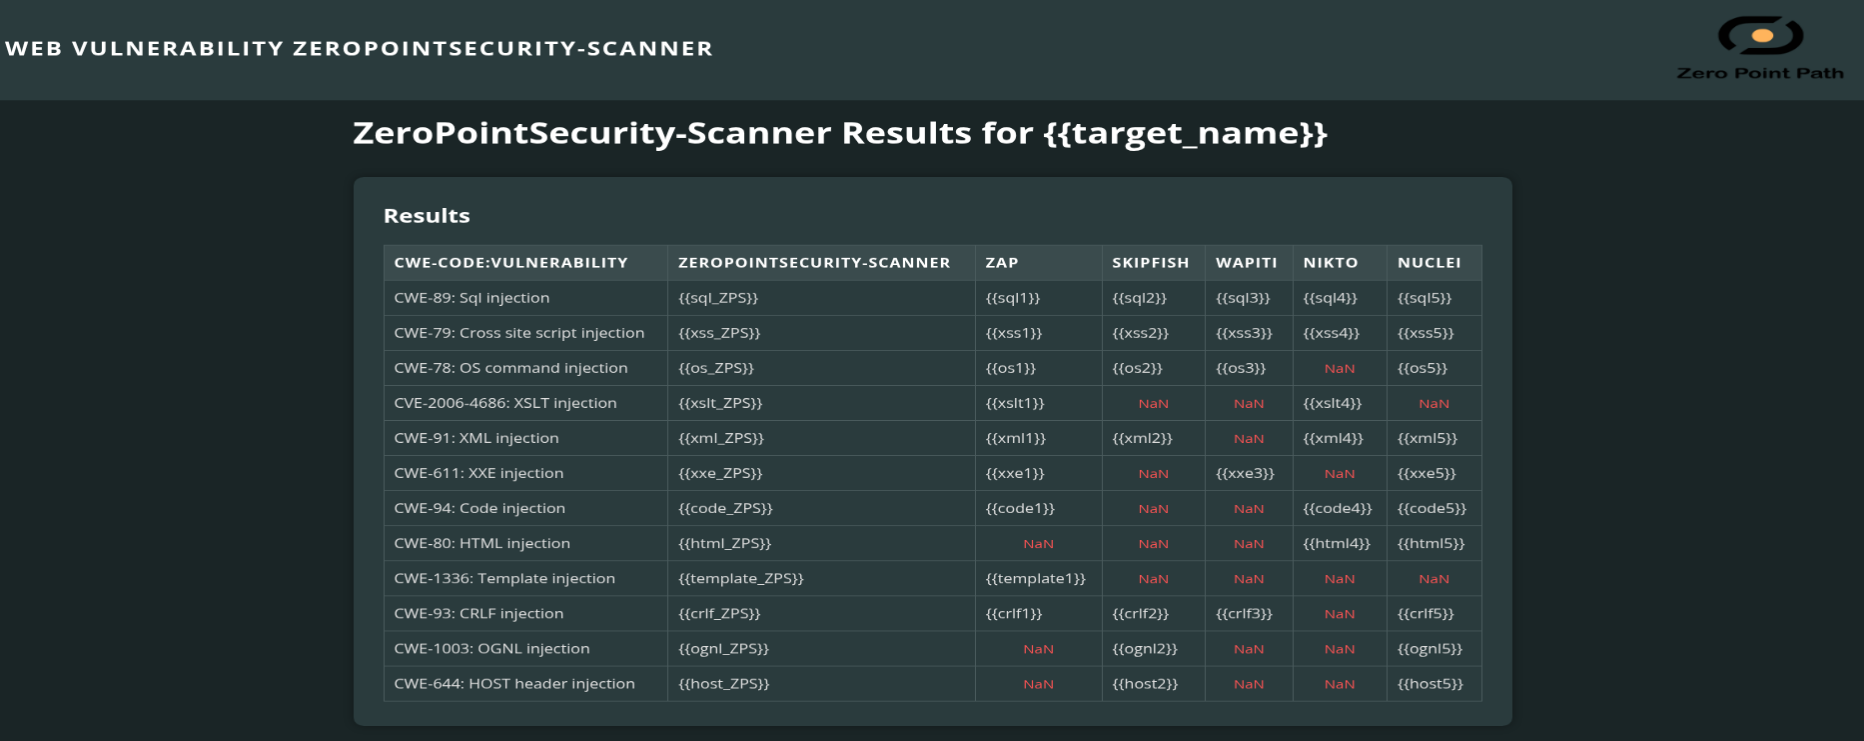 WEB VULNERABILITY ZEROPOINTSECURITY-SCANNER
Zero Point Path
ZeroPointSecurity-Scanner Results for {{target_name}}
Results
CWE-CODE:VULNERABILITY ZEROPOINTSECURITY-SCANNER ZAP SKIPFISH WAPITI NIKTO NUCLEI
CWE-89: Sql injection {{sql_ZPS}} {{sql1}} {{sql2}} {{sql3}} {{sql4}} {{sql5}}
CWE-79: Cross site script injection {{xss_ZPS}} {{xss1}} {{xss2}} {{xss3}} {{xss4}} {{xss5}}
CWE-78: OS command injection {{os_ZPS}} {{os1}} {{os2}} {{os3}} NaN {{os5}}
CVE-2006-4686: XSLT injection {{xslt_ZPS}} {{xslt1}} NaN NaN {{xslt4}} NaN
CWE-91: XML injection {{xml_ZPS}} {{xml1}} {{xml2}} NaN {{xml4}} {{xml5}}
CWE-611: XXE injection {{xxe_ZPS}} {{xxe1}} NaN {{xxe3}} NaN {{xxe5}}
CWE-94: Code injection {{code_ZPS}} {{code1}} NaN NaN {{code4}} {{code5}}
CWE-80: HTML injection {{html_ZPS}} NaN NaN NaN {{html4}} {{html5}}
CWE-1336: Template injection {{template_ZPS}} {{template1}} NaN NaN NaN NaN
CWE-93: CRLF injection {{crlf_ZPS}} {{crlf1}} {{crlf2}} {{crlf3}} NaN {{crlf5}}
CWE-1003: OGNL injection {{ognl_ZPS}} NaN {{ognl2}} NaN NaN {{ognl5}}
CWE-644: HOST header injection {{host_ZPS}} NaN {{host2}} NaN NaN {{host5}}